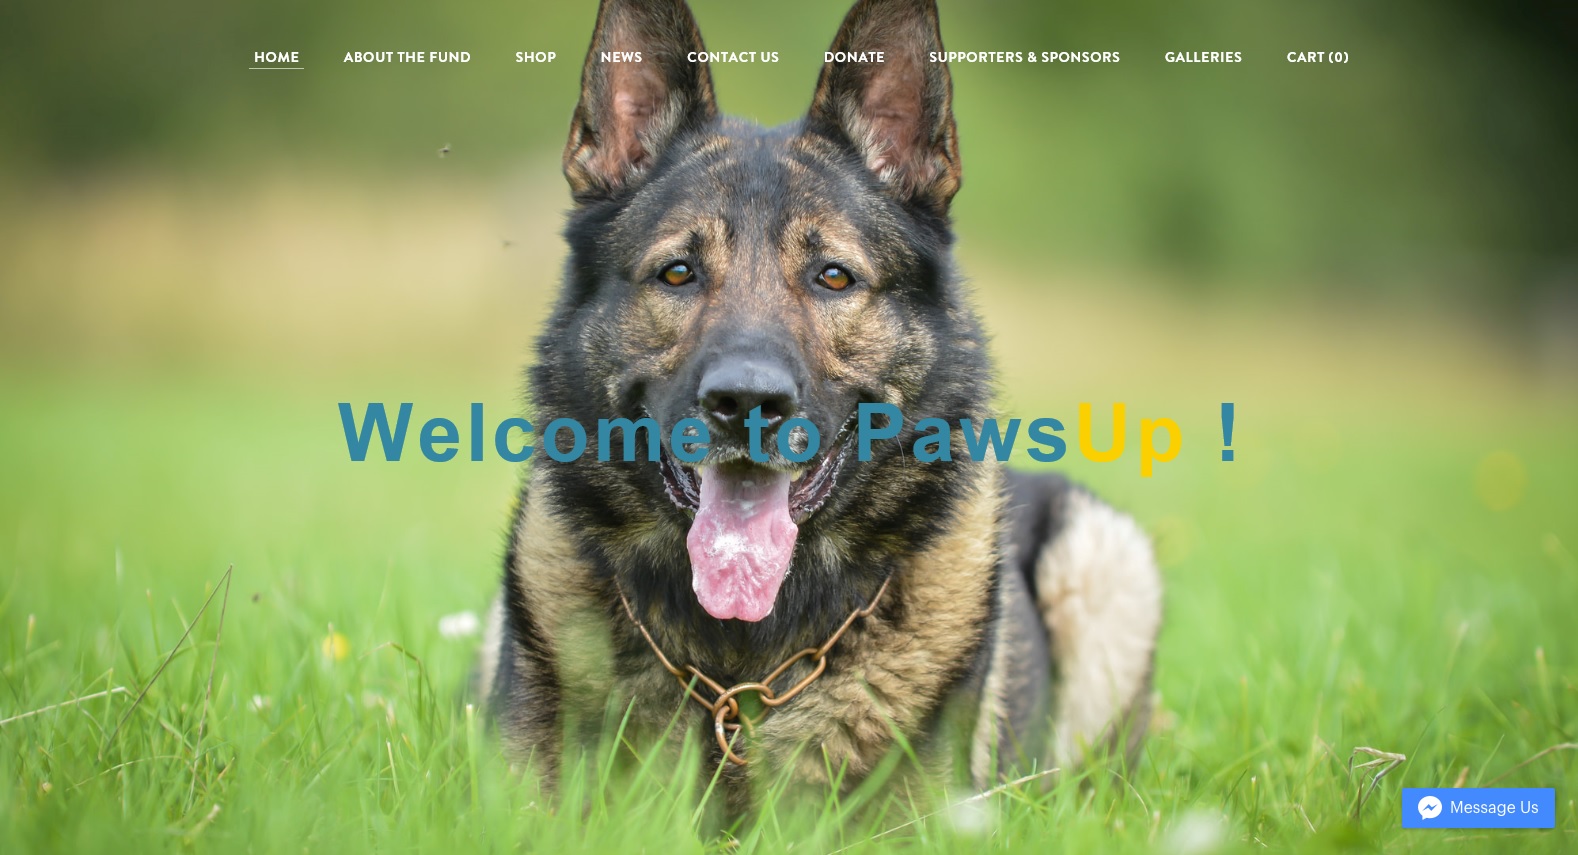 HOME ABOUT THE FUND SHOP NEWS CONTACT US DONATE SUPPORTERS & SPONSORS GALLERIES CART (0)
Welcome to PawsUp !
Message Us